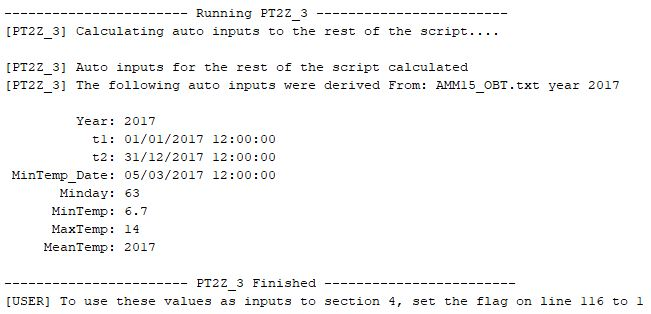 ----------------------- Running PT2Z_3 ------------------------
[PT2Z_3] Calculating auto inputs to the rest of the script....
[PT2Z_3] Auto inputs for the rest of the script calculated
[PT2Z_3] The following auto inputs were derived From: AMM15_OBT.txt year 2017
Year: 2017
t1: 01/01/2017 12:00:00
t2: 31/12/2017 12:00:00
MinTemp_Date: 05/03/2017 12:00:00
Minday: 63
MinTemp: 6.7
MaxTemp: 14
MeanTemp: 2017
----------------------- PT2Z_3 Finished ------------------------
[USER] To use these values as inputs to section 4, set the flag on line 116 to 1